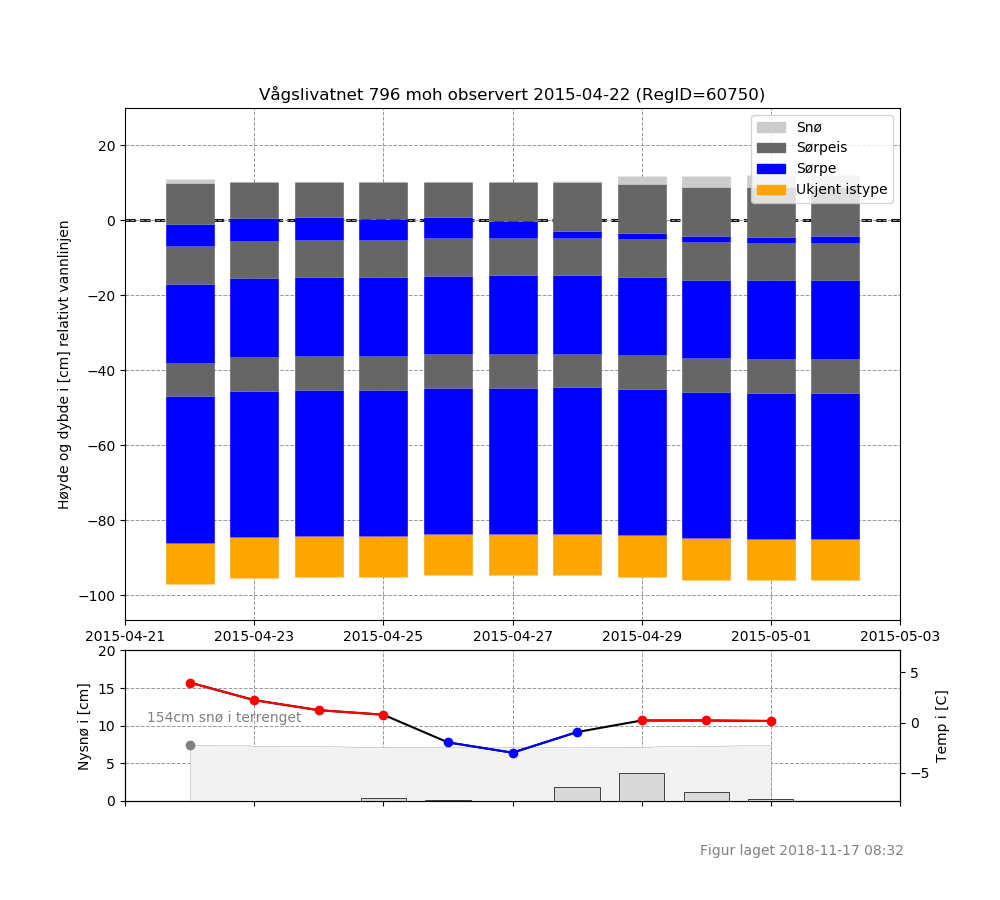 Vågslivatnet 796 moh observert 2015-04-22 (RegID=60750)
Snø
Sørpeis
Sørpe
Ukjent istype
Høyde og dybde i [cm] relativt vannlinjen
20
0
−20
−40
−60
−80
−100
2015-04-21 2015-04-23 2015-04-25 2015-04-27 2015-04-29 2015-05-01 2015-05-03
Nysnø i [cm]
20
15
10
5
0
154cm snø i terrenget
5
0
−5
Temp i [C]
Figur laget 2018-11-17 08:32